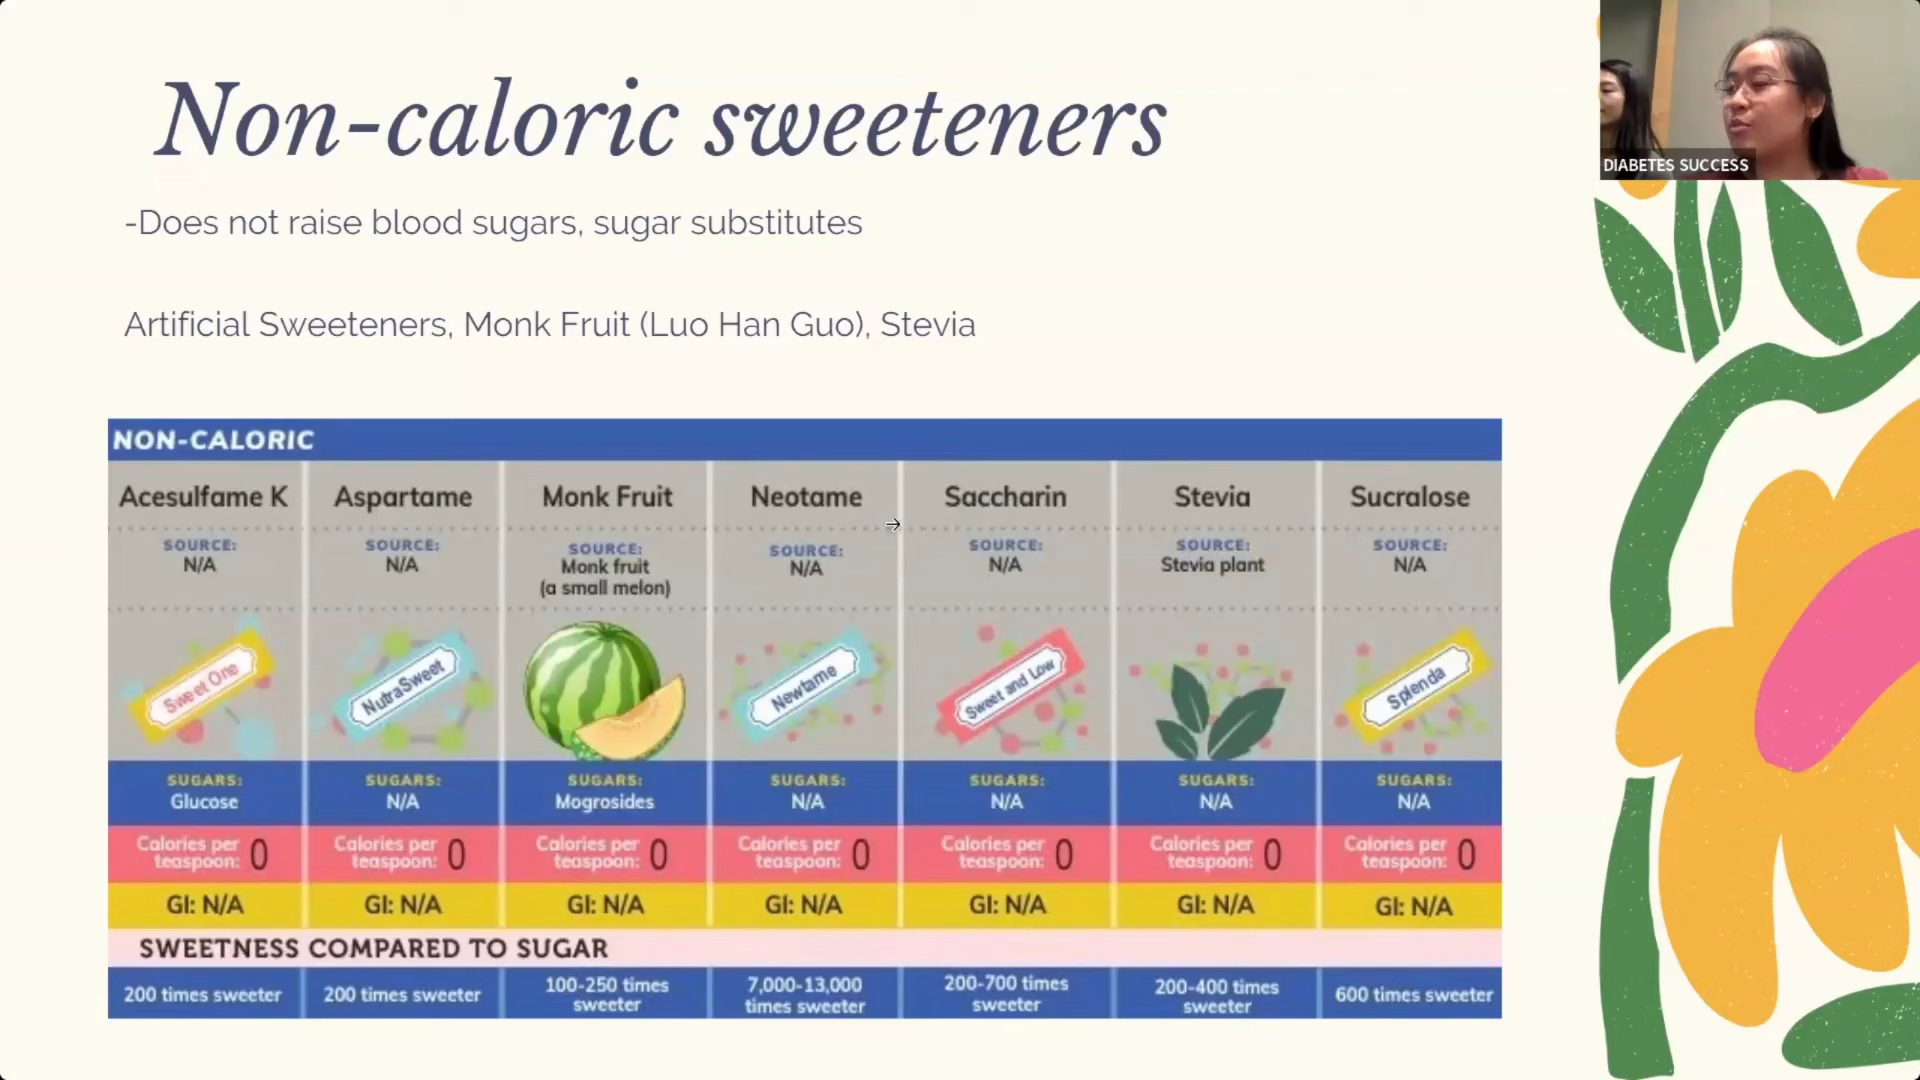 Non-caloric sweeteners
DIABETES SUCCESS
-Does not raise blood sugars, sugar substitutes
Artificial Sweeteners, Monk Fruit (Luo Han Guo), Stevia
NON-CALORIC
Acesulfame K
Aspartame
Monk Fruit
Neotame
Saccharin
Stevia
Sucralose
SOURCE:
N/A
SOURCE:
N/A
SOURCE:
Monk fruit
(a small melon)
SOURCE:
N/A
SOURCE:
N/A
SOURCE:
Stevia plant
SOURCE:
N/A
Sweet One
NutraSweet
Newtame
Sweet and Low
Splenda
SUGARS:
Glucose
SUGARS:
N/A
SUGARS:
Mogrosides
SUGARS:
N/A
SUGARS:
N/A
SUGARS:
N/A
SUGARS:
N/A
Calories per
teaspoon: 0
Calories per
teaspoon: 0
Calories per
teaspoon: 0
Calories per
teaspoon: 0
Calories per
teaspoon: 0
Calories per
teaspoon: 0
Calories per
teaspoon: 0
GI: N/A
GI: N/A
GI: N/A
GI: N/A
GI: N/A
GI: N/A
GI: N/A
SWEETNESS COMPARED TO SUGAR
200 times sweeter
200 times sweeter
100-250 times
sweeter
7,000-13,000
times sweeter
200-700 times
sweeter
200-400 times
sweeter
600 times sweeter